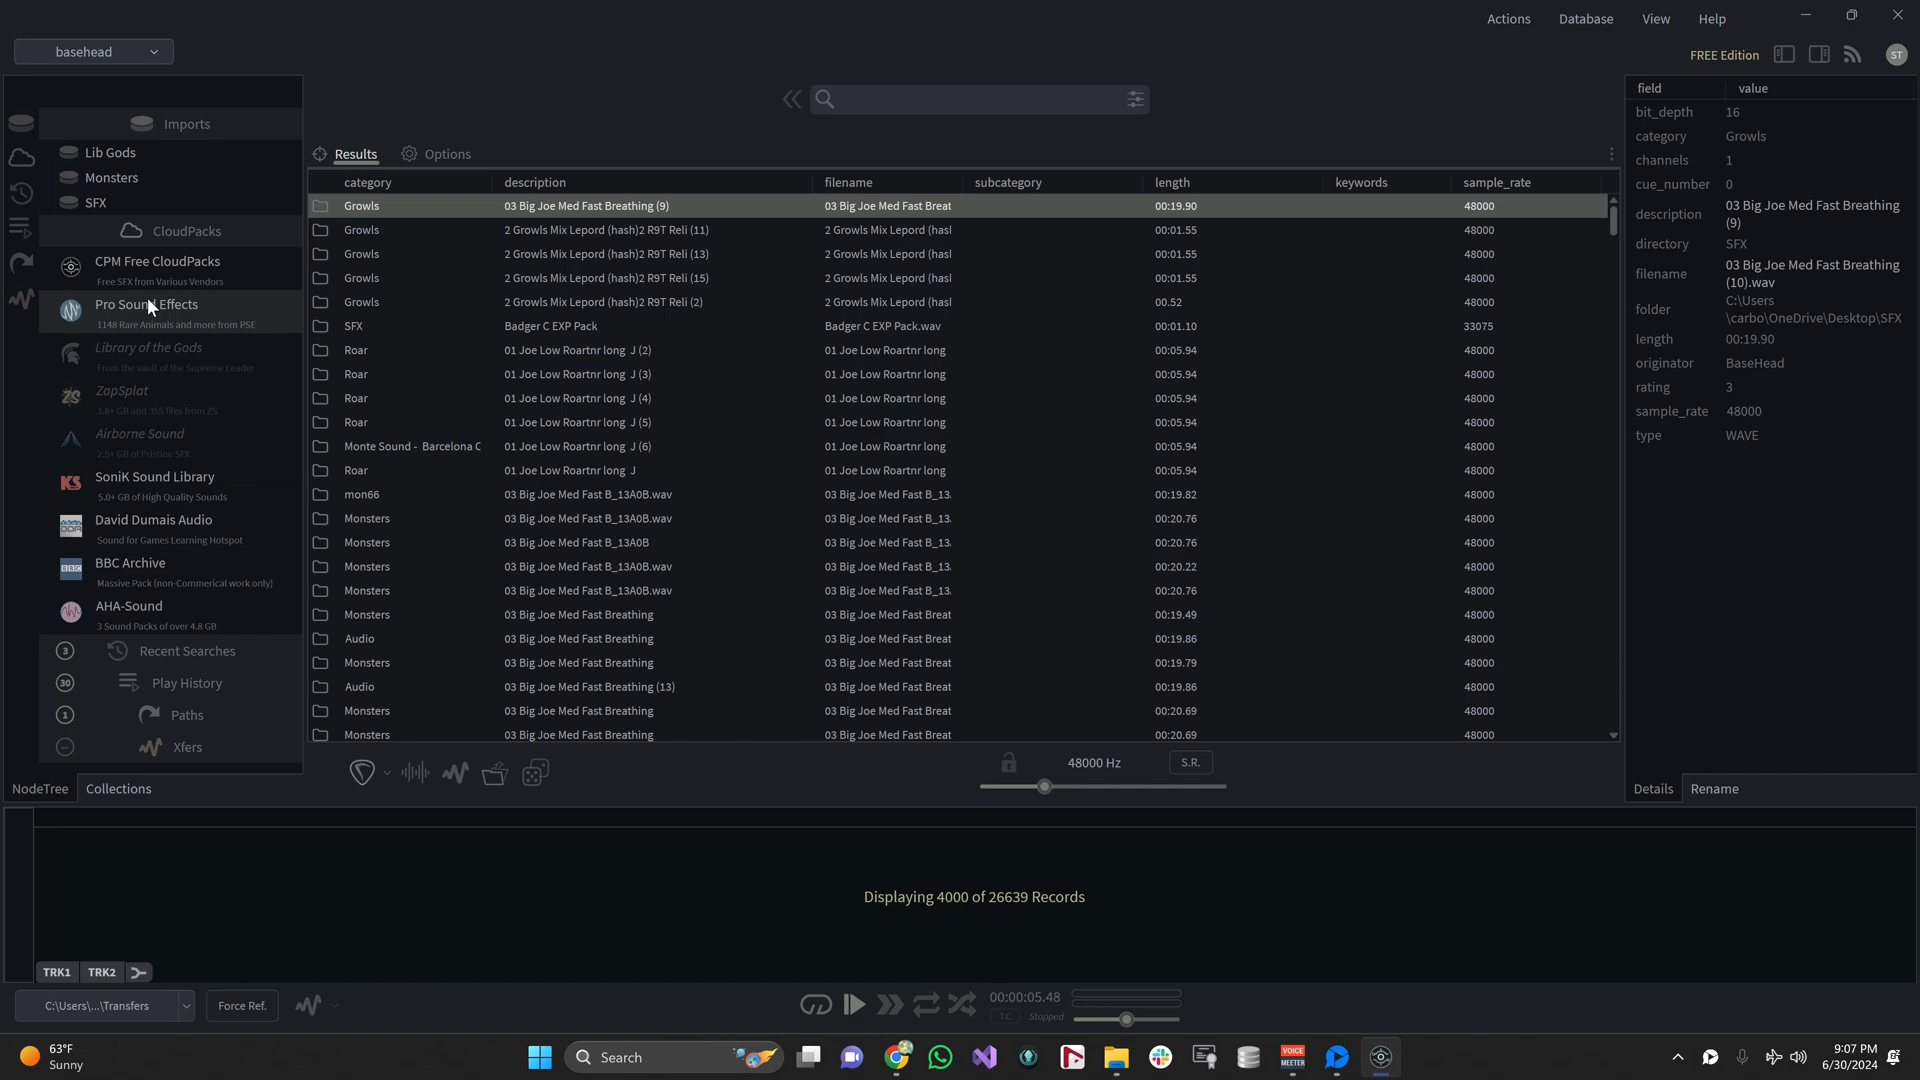 Actions Database View Help
basehead
FREE Edition
ST
Imports
Lib Gods
Monsters
SFX
CloudPacks
CPM Free CloudPacks
Free SFX from Various Vendors
Pro Sound Effects
1148 Rare Animals and more from PSE
Library of the Gods
From the vault of the Supreme Leader
ZapSplat
3.8+ GB and 355 files from ZS
Airborne Sound
2.5+ GB of Pristine SFX
KS
SoniK Sound Library
5.0+ GB of High Quality Sounds
DDA
David Dumais Audio
Sound for Games Learning Hotspot
BBC
BBC Archive
Massive Pack (non-Commerical work only)
AHA-Sound
3 Sound Packs of over 4.8 GB
3 Recent Searches
30 Play History
1 Paths
-- Xfers
NodeTree Collections
Results Options
category description filename subcategory length keywords sample_rate
Growls 03 Big Joe Med Fast Breathing (9) 03 Big Joe Med Fast Breat 00:19.90 48000
Growls 2 Growls Mix Lepord (hash)2 R9T Reli (11) 2 Growls Mix Lepord (hasl 00:01.55 48000
Growls 2 Growls Mix Lepord (hash)2 R9T Reli (13) 2 Growls Mix Lepord (hasl 00:01.55 48000
Growls 2 Growls Mix Lepord (hash)2 R9T Reli (15) 2 Growls Mix Lepord (hasl 00:01.55 48000
Growls 2 Growls Mix Lepord (hash)2 R9T Reli (2) 2 Growls Mix Lepord (hasl 00.52 48000
SFX Badger C EXP Pack Badger C EXP Pack.wav 00:01.10 33075
Roar 01 Joe Low Roartnr long J (2) 01 Joe Low Roartnr long 00:05.94 48000
Roar 01 Joe Low Roartnr long J (3) 01 Joe Low Roartnr long 00:05.94 48000
Roar 01 Joe Low Roartnr long J (4) 01 Joe Low Roartnr long 00:05.94 48000
Roar 01 Joe Low Roartnr long J (5) 01 Joe Low Roartnr long 00:05.94 48000
Monte Sound - Barcelona C 01 Joe Low Roartnr long J (6) 01 Joe Low Roartnr long 00:05.94 48000
Roar 01 Joe Low Roartnr long J 01 Joe Low Roartnr long 00:05.94 48000
mon66 03 Big Joe Med Fast B_13A0B.wav 03 Big Joe Med Fast B_13. 00:19.82 48000
Monsters 03 Big Joe Med Fast B_13A0B.wav 03 Big Joe Med Fast B_13. 00:20.76 48000
Monsters 03 Big Joe Med Fast B_13A0B 03 Big Joe Med Fast B_13. 00:20.76 48000
Monsters 03 Big Joe Med Fast B_13A0B.wav 03 Big Joe Med Fast B_13. 00:20.22 48000
Monsters 03 Big Joe Med Fast B_13A0B.wav 03 Big Joe Med Fast B_13. 00:20.76 48000
Monsters 03 Big Joe Med Fast Breathing 03 Big Joe Med Fast Breat 00:19.49 48000
Audio 03 Big Joe Med Fast Breathing 03 Big Joe Med Fast Breat 00:19.86 48000
Monsters 03 Big Joe Med Fast Breathing 03 Big Joe Med Fast Breat 00:19.79 48000
Audio 03 Big Joe Med Fast Breathing (13) 03 Big Joe Med Fast Breat 00:19.86 48000
Monsters 03 Big Joe Med Fast Breathing 03 Big Joe Med Fast Breat 00:20.69 48000
Monsters 03 Big Joe Med Fast Breathing 03 Big Joe Med Fast Breat 00:20.69 48000
48000 Hz S.R.
field value
bit_depth 16
category Growls
channels 1
cue_number 0
description 03 Big Joe Med Fast Breathing (9)
directory SFX
filename 03 Big Joe Med Fast Breathing (10).wav
folder C:\Users\carbo\OneDrive\Desktop\SFX
length 00:19.90
originator BaseHead
rating 3
sample_rate 48000
type WAVE
Details Rename
Displaying 4000 of 26639 Records
TRK1 TRK2
C:\Users\...\Transfers Force Ref.
00:00:05.48
T.C. Stopped
63°F
Sunny
Search
VOICE MEETER
9:07 PM
6/30/2024